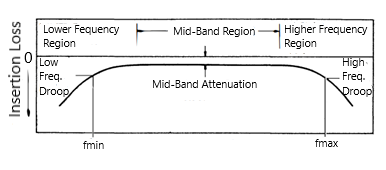 Lower Fequency
Region
Mid-Band Region
Higher Frequency
Region
Insertion Loss
0
Low
Freq.
Droop
Mid-Band Attenuation
High
Freq.
Droop
fmin
fmax